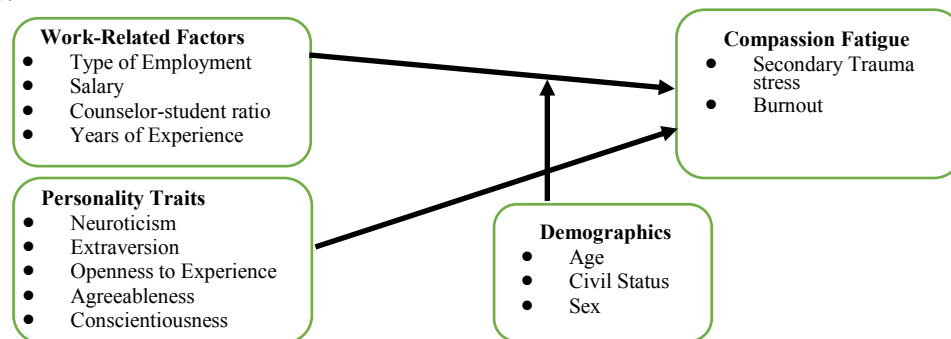 Work-Related Factors
● Type of Employment
● Salary
● Counselor-student ratio
● Years of Experience
Personality Traits
● Neuroticism
● Extraversion
● Openness to Experience
● Agreeableness
● Conscientiousness
Compassion Fatigue
● Secondary Trauma
stress
● Burnout
Demographics
● Age
● Civil Status
● Sex